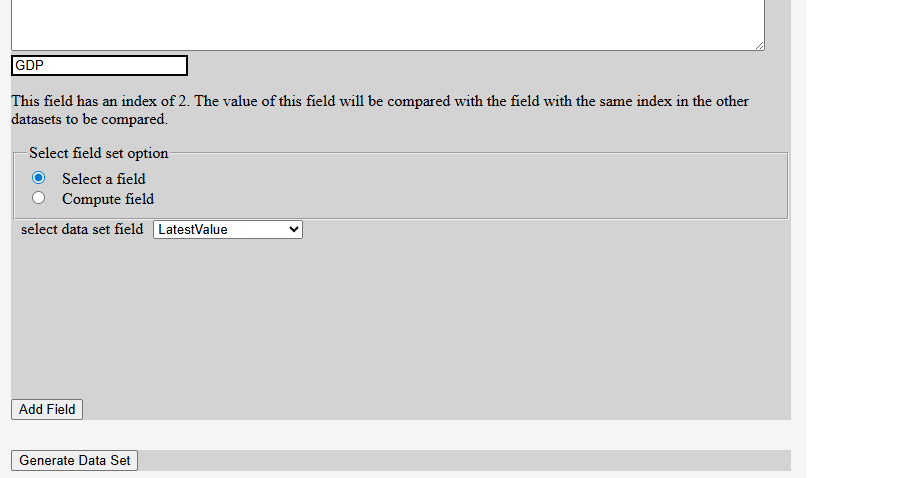 GDP
This field has an index of 2. The value of this field will be compared with the field with the same index in the other
datasets to be compared.
Select field set option
Select a field
Compute field
select data set field LatestValue
Add Field
Generate Data Set